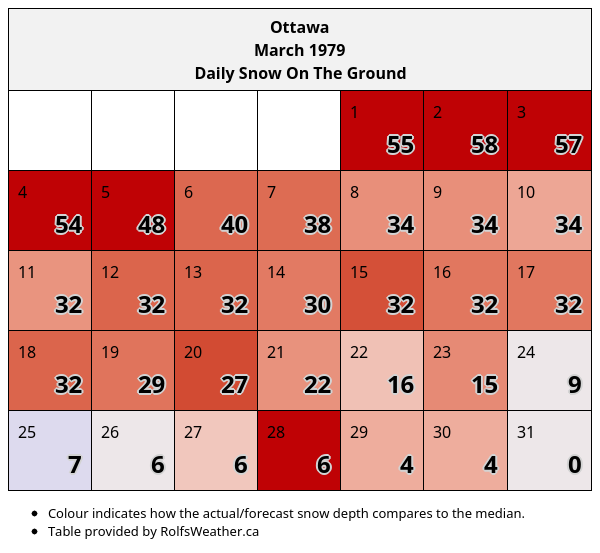 Ottawa
March 1979
Daily Snow On The Ground
1 2 3
55 58 57
4 5 6 7 8 9 10
54 48 40 38 34 34 34
11 12 13 14 15 16 17
32 32 32 30 32 32 32
18 19 20 21 22 23 24
32 29 27 22 16 15 9
25 26 27 28 29 30 31
7 6 6 6 4 4 0
Colour indicates how the actual/forecast snow depth compares to the median.
Table provided by RolfsWeather.ca